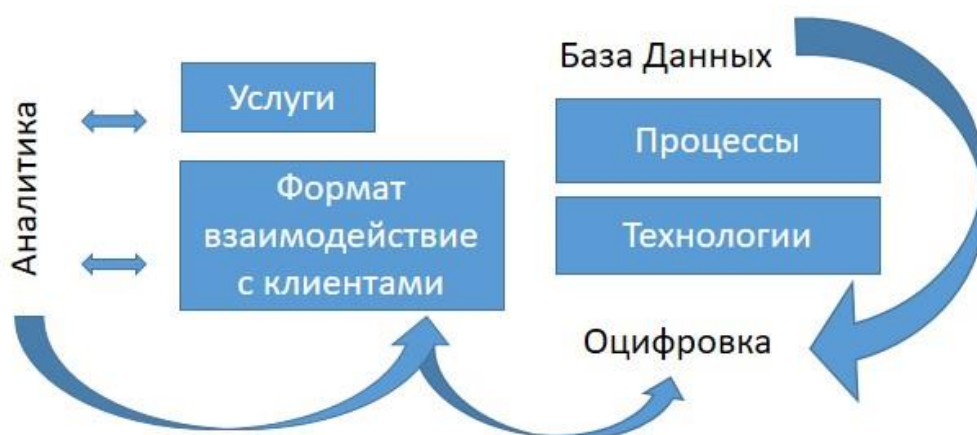 Аналитика
Услуги
Формат
взаимодействие
с клиентами
База Данных
Процессы
Технологии
Оцифровка